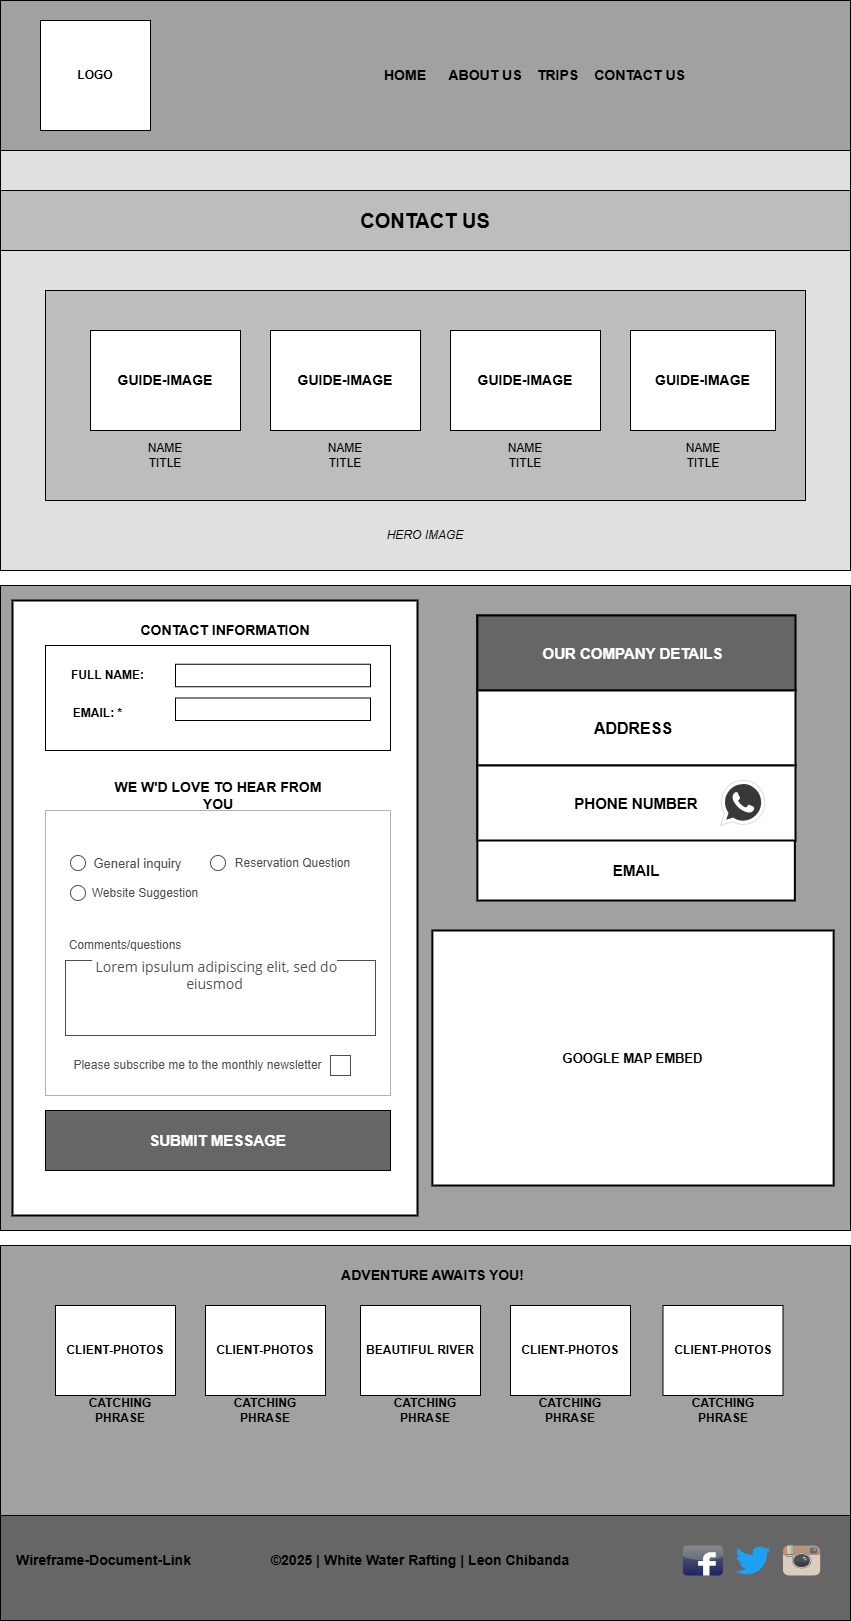 LOGO
HOME ABOUT US TRIPS CONTACT US
CONTACT US
GUIDE-IMAGE GUIDE-IMAGE GUIDE-IMAGE GUIDE-IMAGE
NAME NAME NAME NAME
TITLE TITLE TITLE TITLE
HERO IMAGE
CONTACT INFORMATION
FULL NAME:
EMAIL: *
WE W'D LOVE TO HEAR FROM
YOU
General inquiry Reservation Question
Website Suggestion
Comments/questions
Lorem ipsulum adipiscing elit, sed do
eiusmod
Please subscribe me to the monthly newsletter
SUBMIT MESSAGE
OUR COMPANY DETAILS
ADDRESS
PHONE NUMBER
EMAIL
GOOGLE MAP EMBED
ADVENTURE AWAITS YOU!
CLIENT-PHOTOS CLIENT-PHOTOS BEAUTIFUL RIVER CLIENT-PHOTOS CLIENT-PHOTOS
CATCHING CATCHING CATCHING CATCHING CATCHING
PHRASE PHRASE PHRASE PHRASE PHRASE
Wireframe-Document-Link ©2025 | White Water Rafting | Leon Chibanda